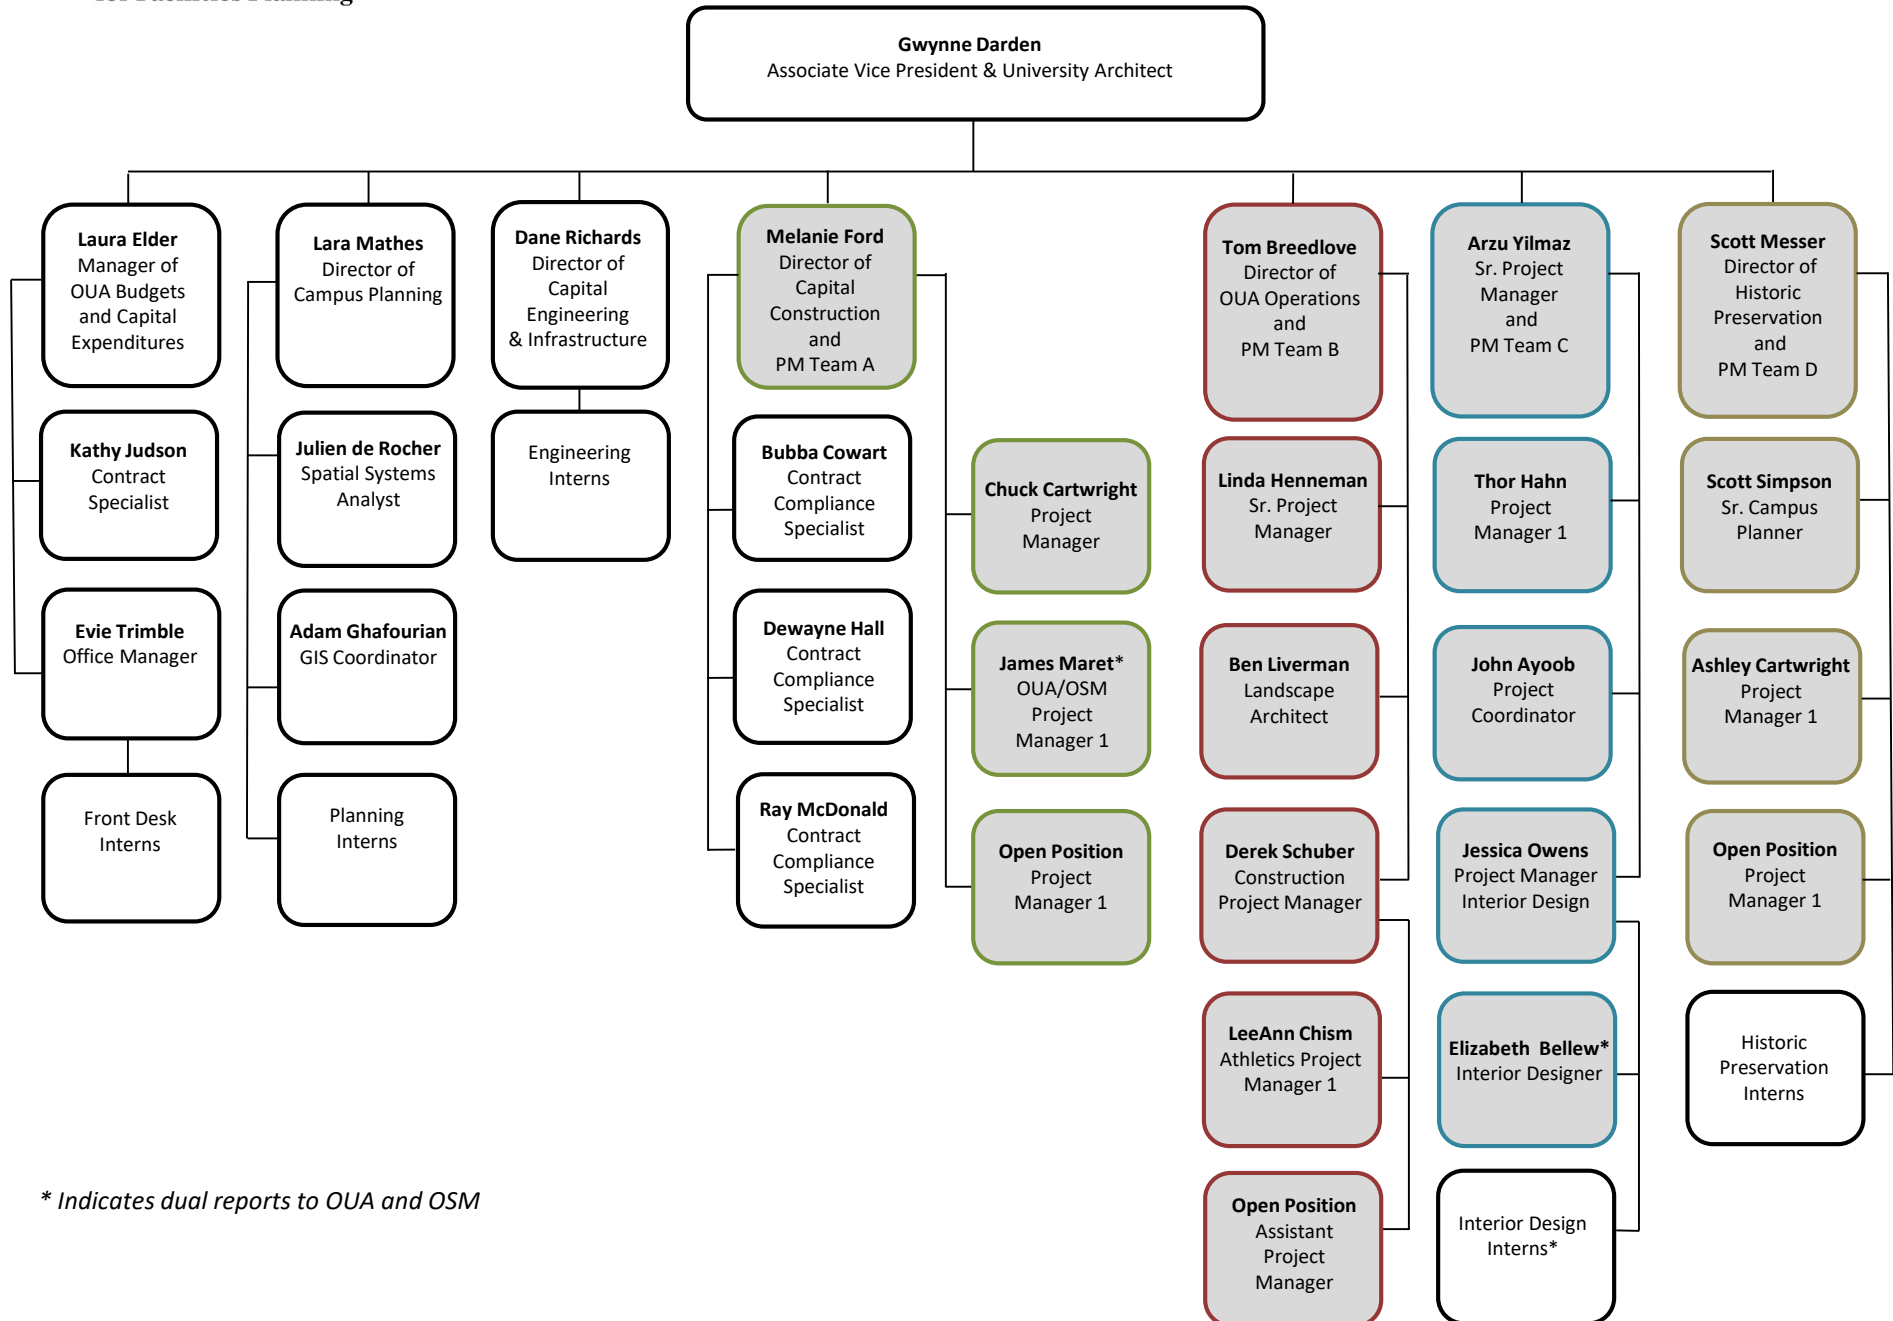 for Facilities Planning
Gwynne Darden
Associate Vice President & University Architect
Laura Elder
Manager of
OUA Budgets
and Capital
Expenditures
Kathy Judson
Contract
Specialist
Evie Trimble
Office Manager
Front Desk
Interns
Lara Mathes
Director of
Campus Planning
Julien de Rocher
Spatial Systems
Analyst
Adam Ghafourian
GIS Coordinator
Planning
Interns
Dane Richards
Director of
Capital
Engineering
& Infrastructure
Engineering
Interns
Melanie Ford
Director of
Capital
Construction
and
PM Team A
Bubba Cowart
Contract
Compliance
Specialist
Dewayne Hall
Contract
Compliance
Specialist
Ray McDonald
Contract
Compliance
Specialist
Chuck Cartwright
Project
Manager
James Maret*
OUA/OSM
Project
Manager 1
Open Position
Project
Manager 1
Tom Breedlove
Director of
OUA Operations
and
PM Team B
Linda Henneman
Sr. Project
Manager
Ben Liverman
Landscape
Architect
Derek Schuber
Construction
Project Manager
LeeAnn Chism
Athletics Project
Manager 1
Open Position
Assistant
Project
Manager
Arzu Yilmaz
Sr. Project
Manager
and
PM Team C
Thor Hahn
Project
Manager 1
John Ayoob
Project
Coordinator
Jessica Owens
Project Manager
Interior Design
Elizabeth Bellew*
Interior Designer
Interior Design
Interns*
Scott Messer
Director of
Historic
Preservation
and
PM Team D
Scott Simpson
Sr. Campus
Planner
Ashley Cartwright
Project
Manager 1
Open Position
Project
Manager 1
Historic
Preservation
Interns
* Indicates dual reports to OUA and OSM